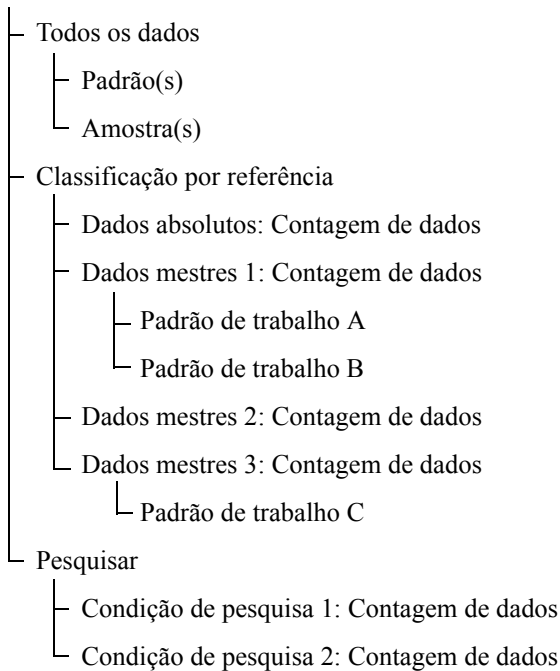 Todos os dados
Padrão(s)
Amostra(s)
Classificação por referência
Dados absolutos: Contagem de dados
Dados mestres 1: Contagem de dados
Padrão de trabalho A
Padrão de trabalho B
Dados mestres 2: Contagem de dados
Dados mestres 3: Contagem de dados
Padrão de trabalho C
Pesquisar
Condição de pesquisa 1: Contagem de dados
Condição de pesquisa 2: Contagem de dados